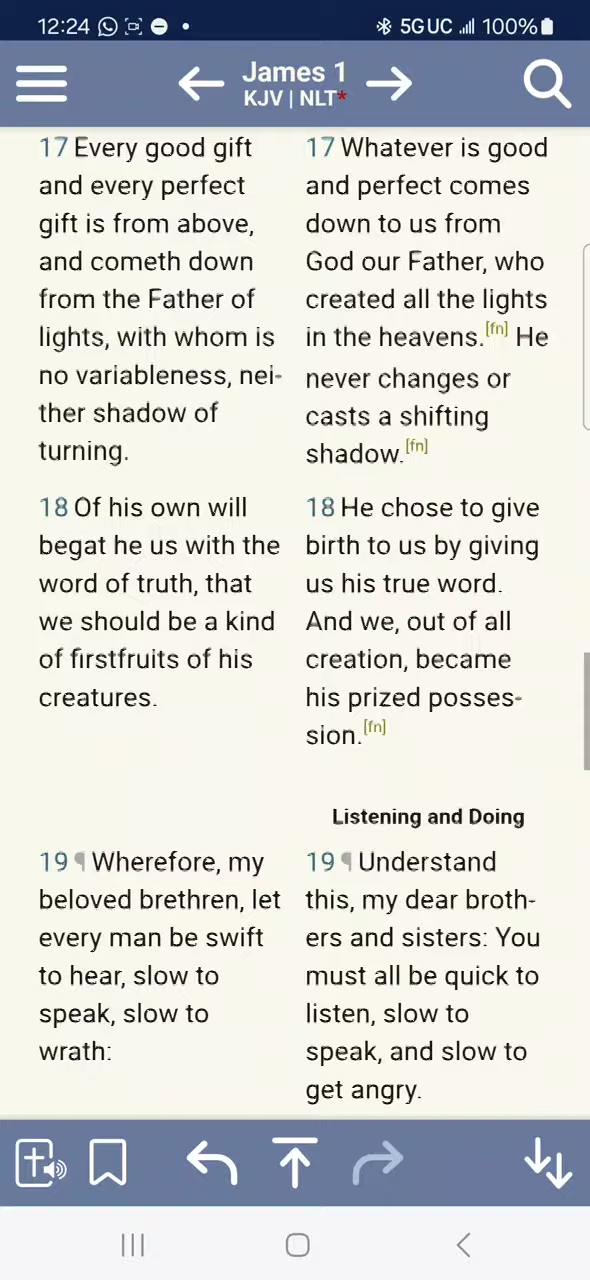 12:24
5G UC
100%
James 1
KJV | NLT*
17 Every good gift
and every perfect
gift is from above,
and cometh down
from the Father of
lights, with whom is
no variableness, nei-
ther shadow of
turning.
17 Whatever is good
and perfect comes
down to us from
God our Father, who
created all the lights
in the heavens.[fn] He
never changes or
casts a shifting
shadow.[fn]
18 Of his own will
begat he us with the
word of truth, that
we should be a kind
of firstfruits of his
creatures.
18 He chose to give
birth to us by giving
us his true word.
And we, out of all
creation, became
his prized posses-
sion.[fn]
Listening and Doing
19 ¶ Wherefore, my
beloved brethren, let
every man be swift
to hear, slow to
speak, slow to
wrath:
19 ¶ Understand
this, my dear broth-
ers and sisters: You
must all be quick to
listen, slow to
speak, and slow to
get angry.